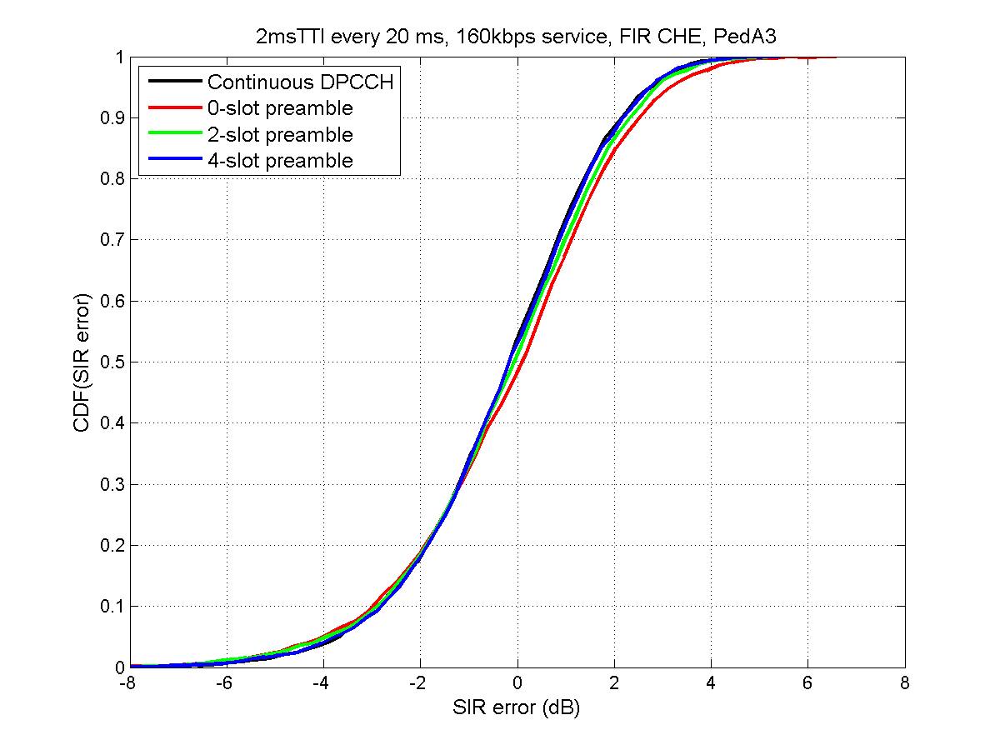 2msTTI every 20 ms, 160kbps service, FIR CHE, PedA3
Continuous DPCCH
0-slot preamble
2-slot preamble
4-slot preamble
1
0.9
0.8
0.7
0.6
0.5
0.4
0.3
0.2
0.1
0
CDF(SIR error)
-8
-6
-4
-2
0
2
4
6
8
SIR error (dB)